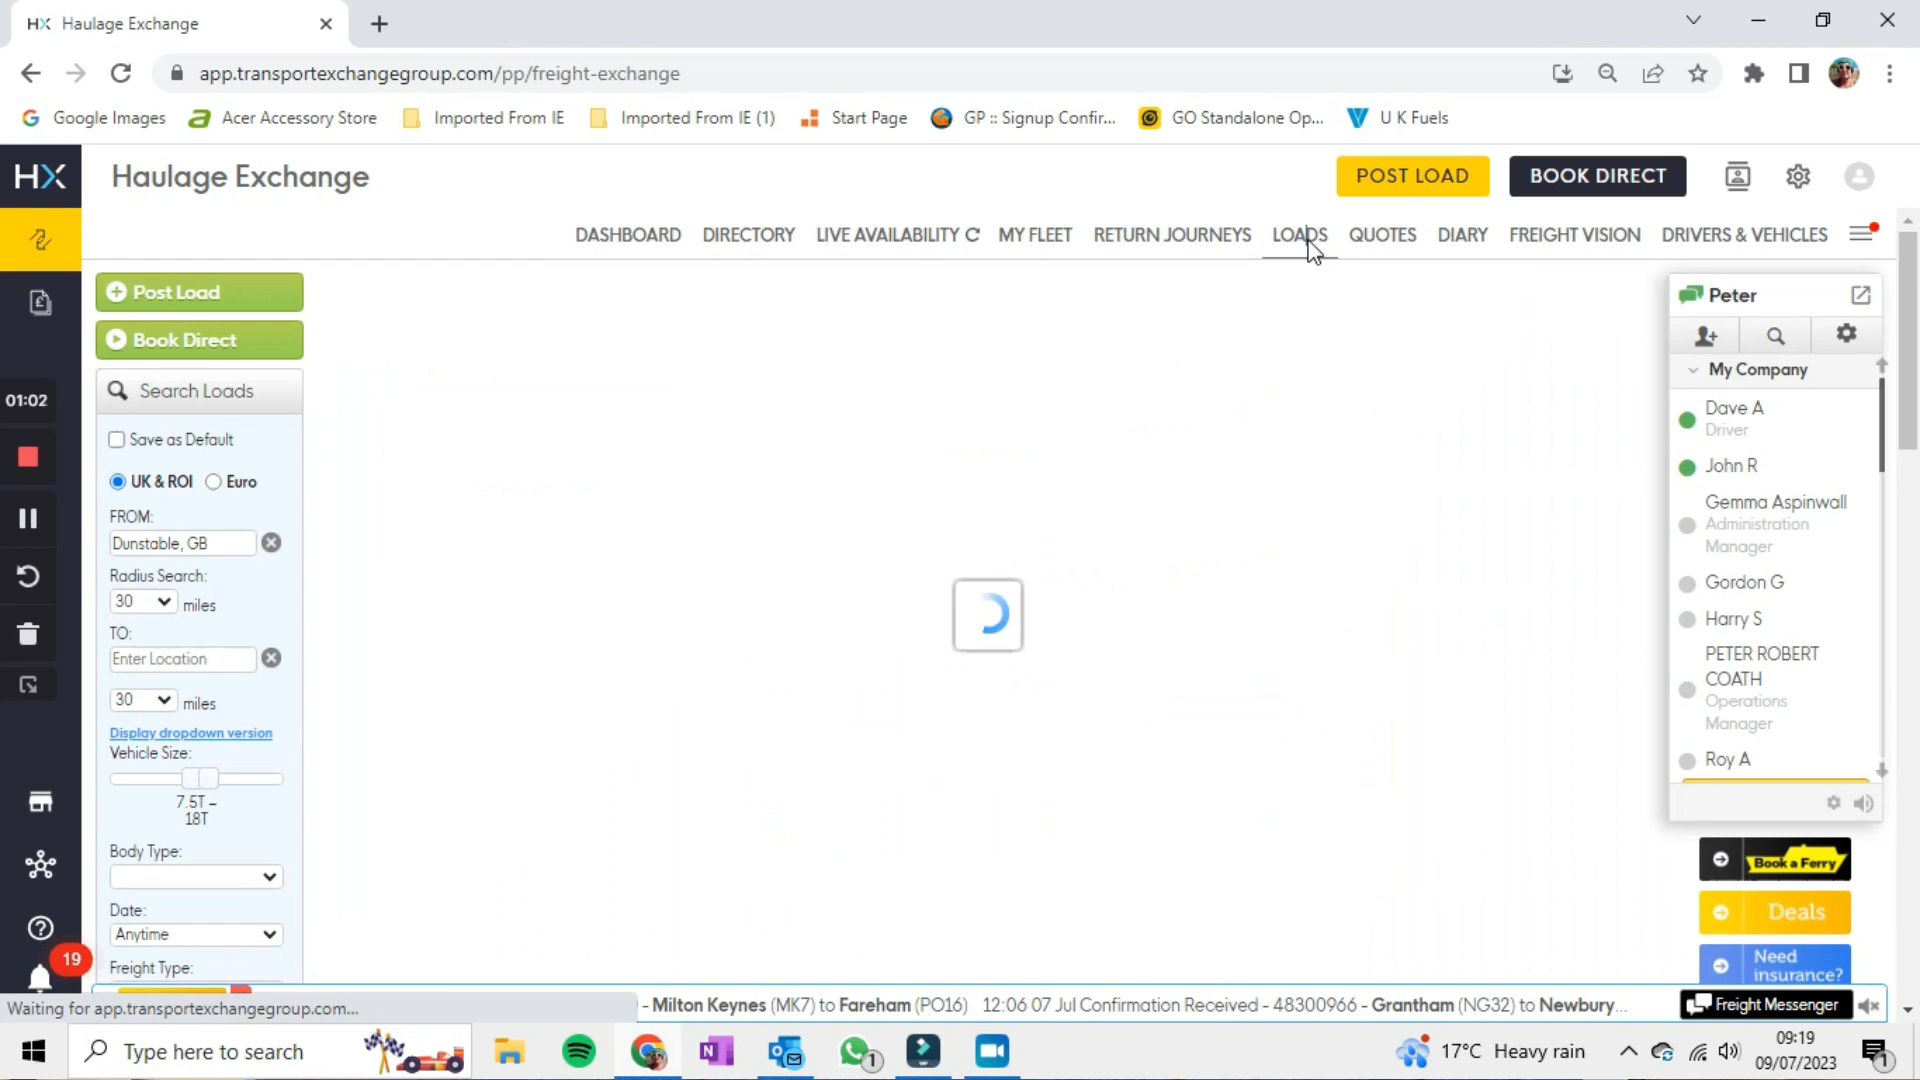 HX Haulage Exchange
app.transportexchangegroup.com/pp/freight-exchange
Google Images
Acer Accessory Store
Imported From IE
Imported From IE (1)
Start Page
GP :: Signup Confir...
GO Standalone Op...
U K Fuels
HX
Haulage Exchange
POST LOAD
BOOK DIRECT
DASHBOARD
DIRECTORY
LIVE AVAILABILITY
MY FLEET
RETURN JOURNEYS
LOADS
QUOTES
DIARY
FREIGHT VISION
DRIVERS & VEHICLES
01:02
Post Load
Book Direct
Search Loads
Save as Default
UK & ROI
Euro
FROM:
Dunstable, GB
Radius Search:
30
miles
TO:
Enter Location
30
miles
Display dropdown version
Vehicle Size:
7.5T –
18T
Body Type:
Date:
Anytime
Freight Type:
Peter
My Company
Dave A
Driver
John R
Gemma Aspinwall
Administration
Manager
Gordon G
Harry S
PETER ROBERT
COATH
Operations
Manager
Roy A
Book a Ferry
Deals
Need
insurance?
19
Waiting for app.transportexchangegroup.com...
- Milton Keynes (MK7) to Fareham (PO16) 12:06 07 Jul Confirmation Received - 48300966 - Grantham (NG32) to Newbury...
Freight Messenger
Type here to search
1
17°C Heavy rain
09:19
09/07/2023
1